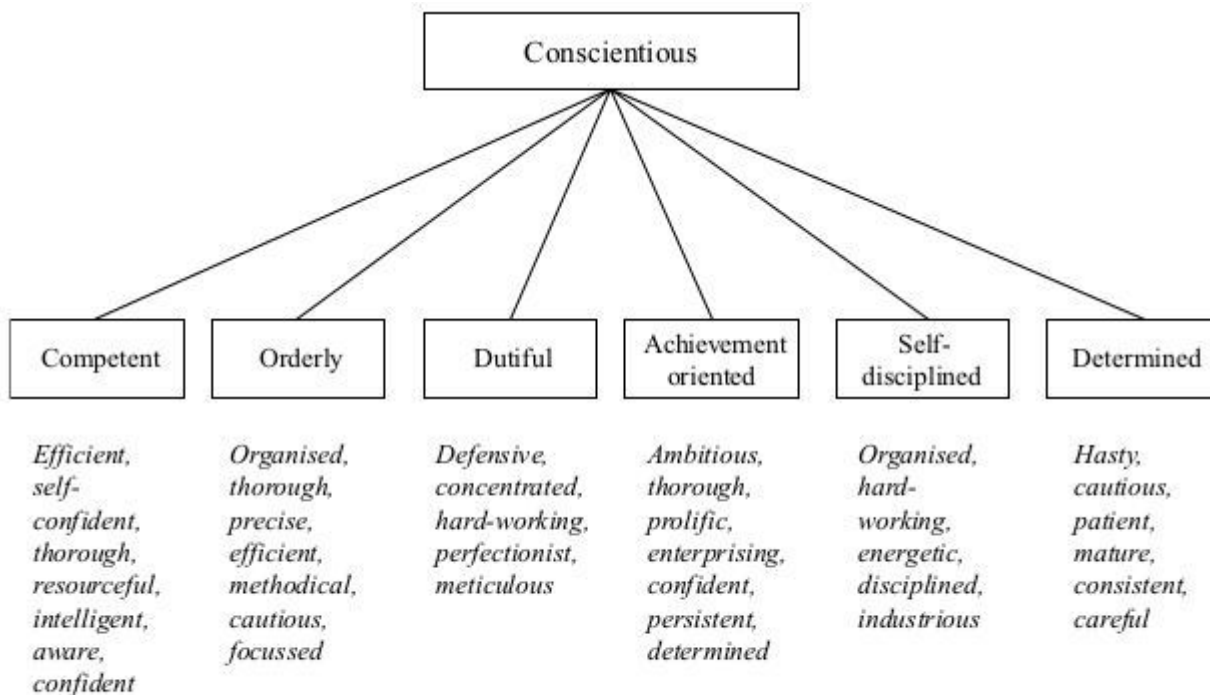 Conscientious
Competent
Orderly
Dutiful
Achievement
oriented
Self-
disciplined
Determined
Efficient,
self-
confident,
thorough,
resourceful,
intelligent,
aware,
confident
Organised,
thorough,
precise,
efficient,
methodical,
cautious,
focussed
Defensive,
concentrated,
hard-working,
perfectionist,
meticulous
Ambitious,
thorough,
prolific,
enterprising,
confident,
persistent,
determined
Organised,
hard-
working,
energetic,
disciplined,
industrious
Hasty,
cautious,
patient,
mature,
consistent,
careful